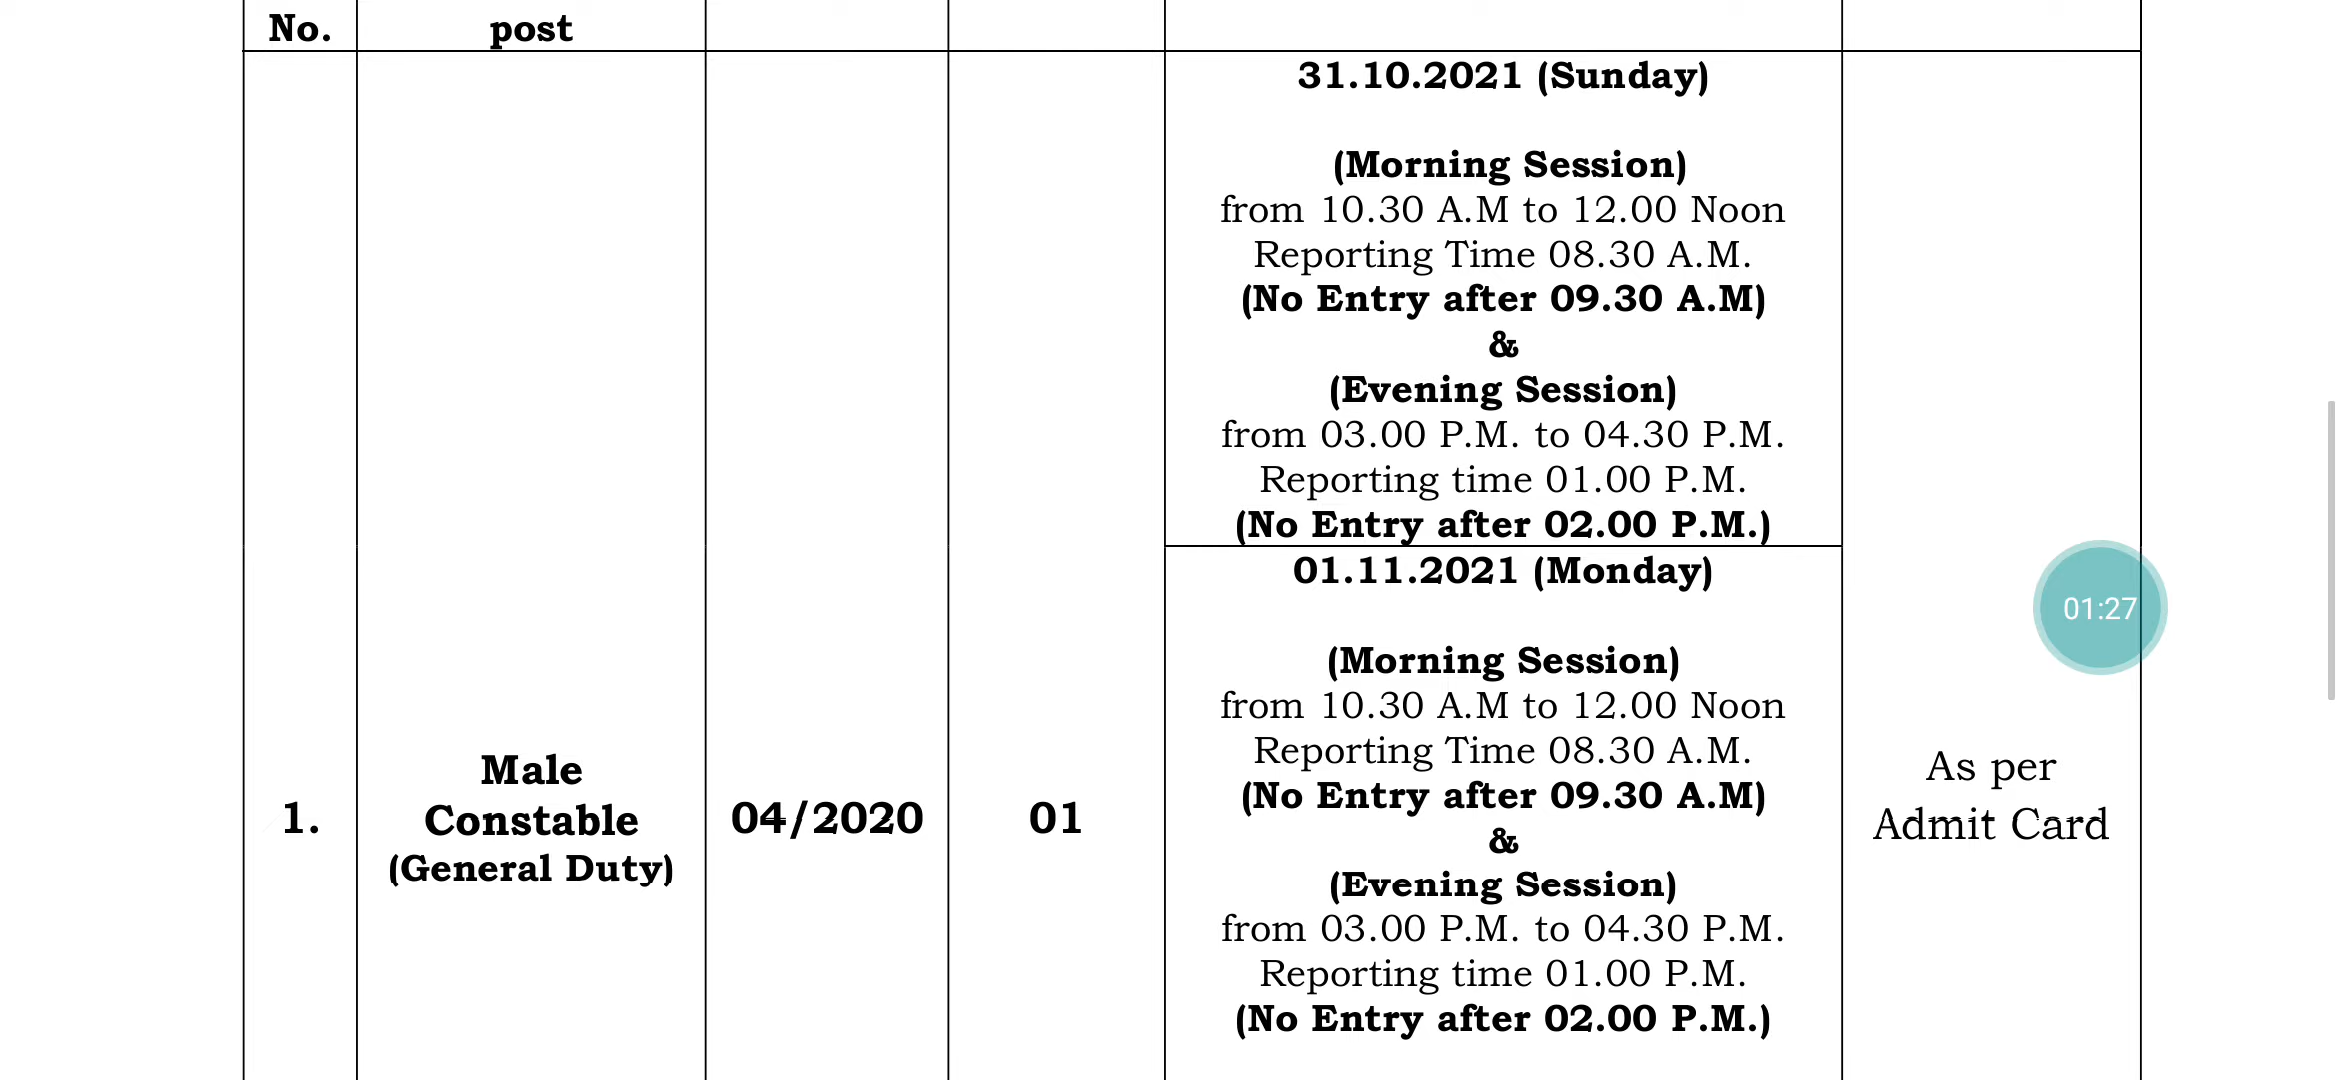 No.
post
31.10.2021 (Sunday)
(Morning Session)
from 10.30 A.M to 12.00 Noon
Reporting Time 08.30 A.M.
(No Entry after 09.30 A.M)
&
(Evening Session)
from 03.00 P.M. to 04.30 P.M.
Reporting time 01.00 P.M.
(No Entry after 02.00 P.M.)
01.11.2021 (Monday)
(Morning Session)
from 10.30 A.M to 12.00 Noon
Reporting Time 08.30 A.M.
(No Entry after 09.30 A.M)
&
(Evening Session)
from 03.00 P.M. to 04.30 P.M.
Reporting time 01.00 P.M.
(No Entry after 02.00 P.M.)
1.
Male
Constable
(General Duty)
04/2020
01
As per
Admit Card
01:27